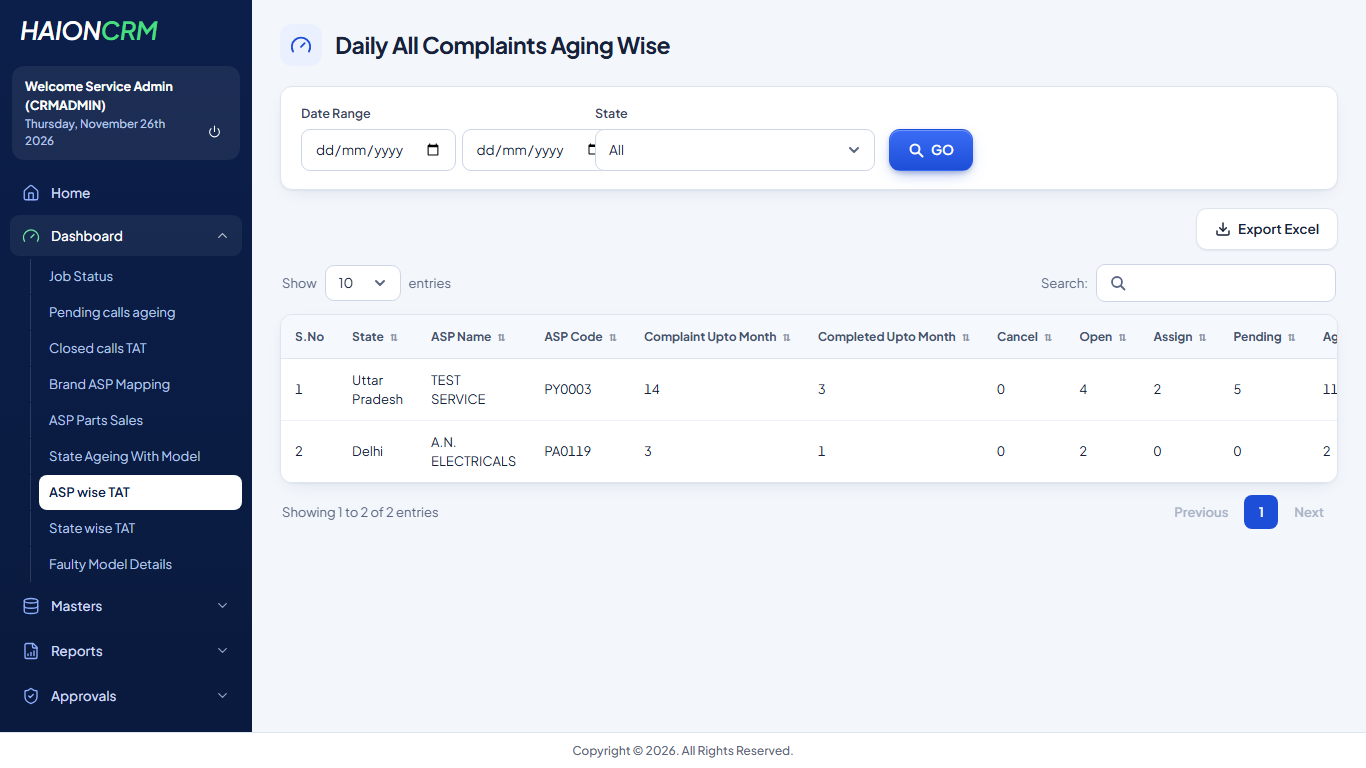 HAIONCRM
Welcome Service Admin
(CRMADMIN)
Thursday, November 26th
2026
Home
Dashboard
Job Status
Pending calls ageing
Closed calls TAT
Brand ASP Mapping
ASP Parts Sales
State Ageing With Model
ASP wise TAT
State wise TAT
Faulty Model Details
Masters
Reports
Approvals
Daily All Complaints Aging Wise
Date Range State
dd/mm/yyyy dd/mm/yyyy All GO
Export Excel
Show 10 entries Search:
S.No State ASP Name ASP Code Complaint Upto Month Completed Upto Month Cancel Open Assign Pending Ag
1 Uttar Pradesh TEST SERVICE PY0003 14 3 0 4 2 5 11
2 Delhi A.N. ELECTRICALS PA0119 3 1 0 2 0 0 2
Showing 1 to 2 of 2 entries Previous 1 Next
Copyright © 2026. All Rights Reserved.